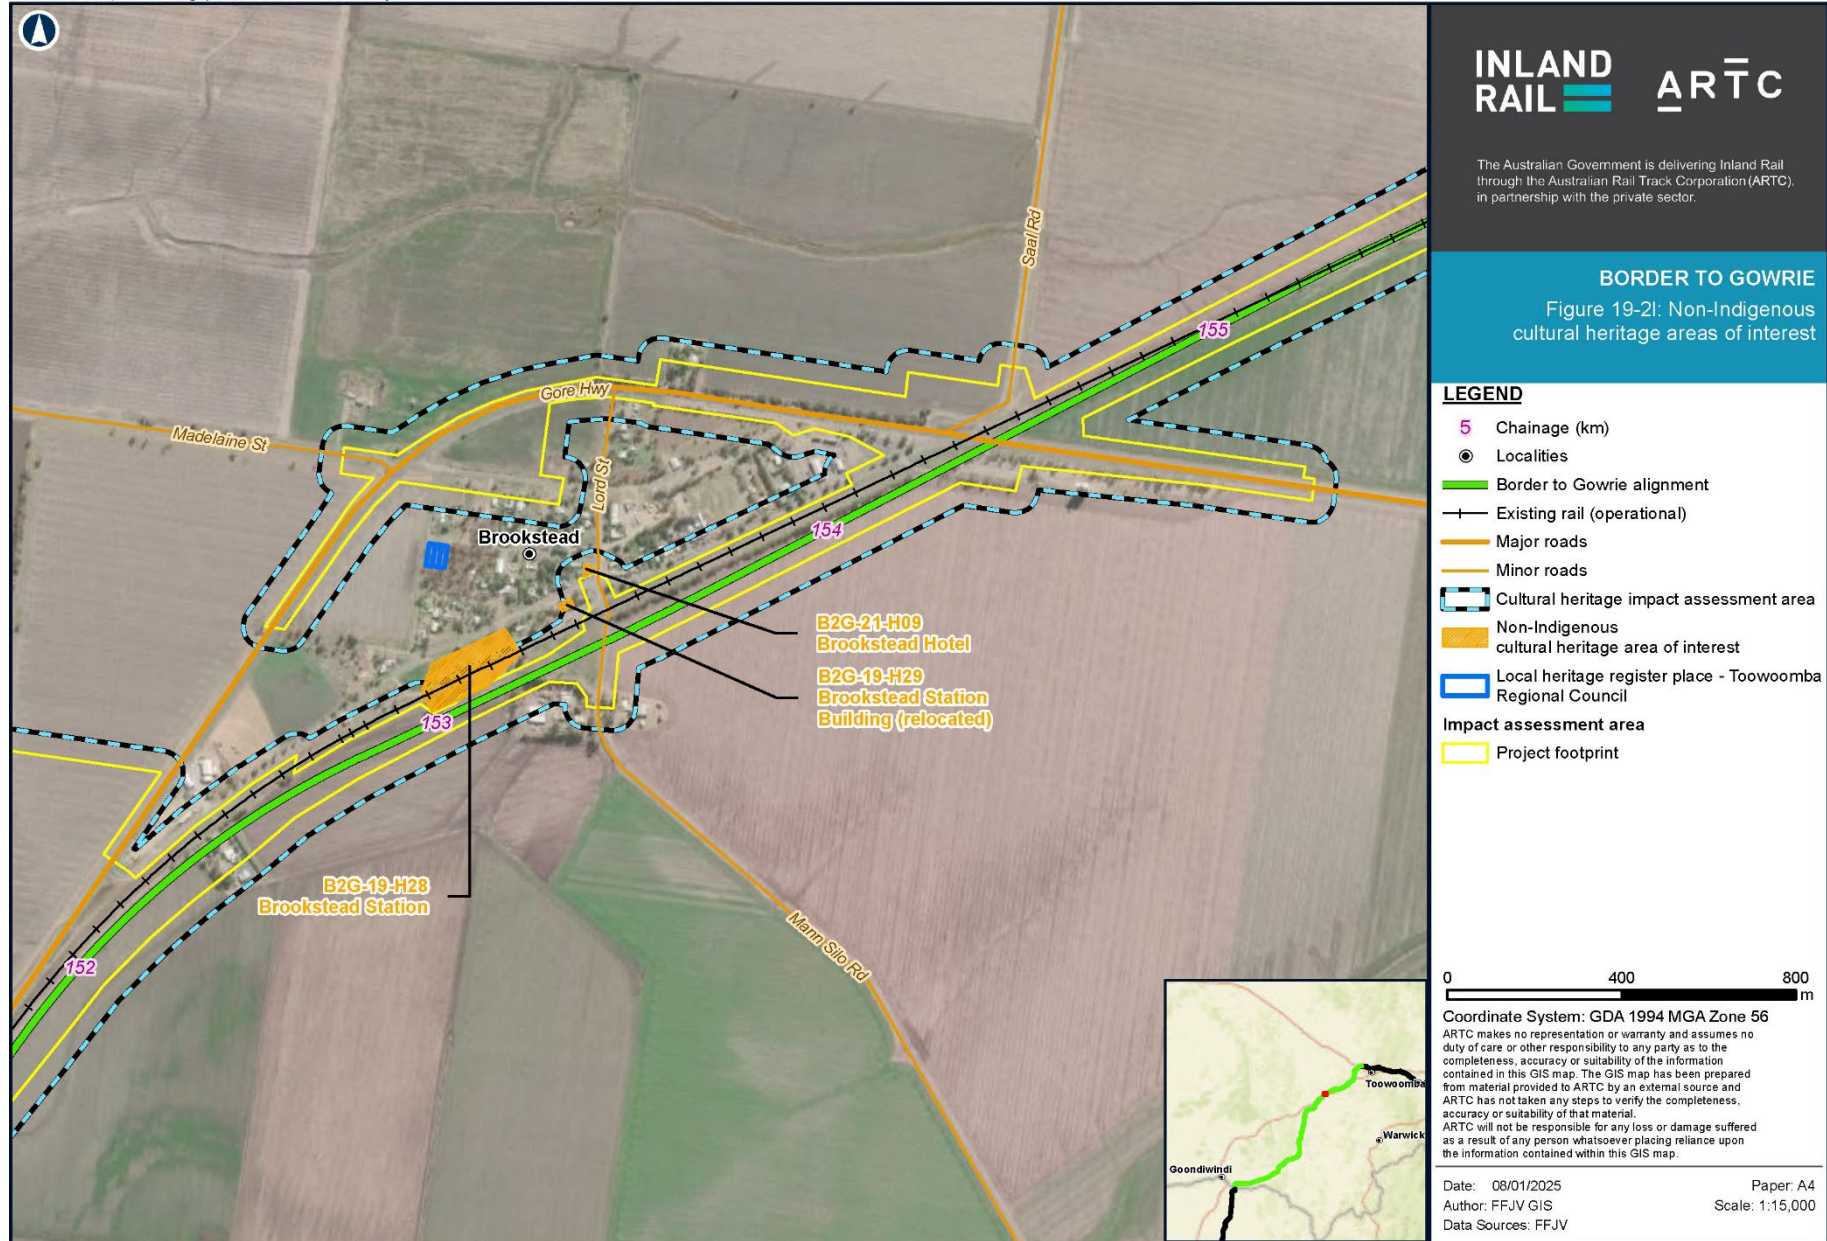 INLAND
RAIL
ARTC
The Australian Government is delivering Inland Rail
through the Australian Rail Track Corporation (ARTC),
in partnership with the private sector.
BORDER TO GOWRIE
Figure 19-2l: Non-Indigenous
cultural heritage areas of interest
LEGEND
5 Chainage (km)
Localities
Border to Gowrie alignment
Existing rail (operational)
Major roads
Minor roads
Cultural heritage impact assessment area
Non-Indigenous
cultural heritage area of interest
Local heritage register place - Toowoomba
Regional Council
Impact assessment area
Project footprint
0 400 800
m
Coordinate System: GDA 1994 MGA Zone 56
ARTC makes no representation or warranty and assumes no
duty of care or other responsibility to any party as to the
completeness, accuracy or suitability of the information
contained in this GIS map. The GIS map has been prepared
from material provided to ARTC by an external source and
ARTC has not taken any steps to verify the completeness,
accuracy or suitability of that material.
ARTC will not be responsible for any loss or damage suffered
as a result of any person whatsoever placing reliance upon
the information contained within this GIS map.
Date: 08/01/2025 Paper: A4
Author: FFJV GIS Scale: 1:15,000
Data Sources: FFJV
Saal Rd
155
Gore Hwy
Madelaine St
Lord St
Brookstead
154
B2G-21-H09
Brookstead Hotel
B2G-19-H29
Brookstead Station
Building (relocated)
153
B2G-19-H28
Brookstead Station
Mann Silo Rd
152
Toowoomba
Warwick
Goondiwindi